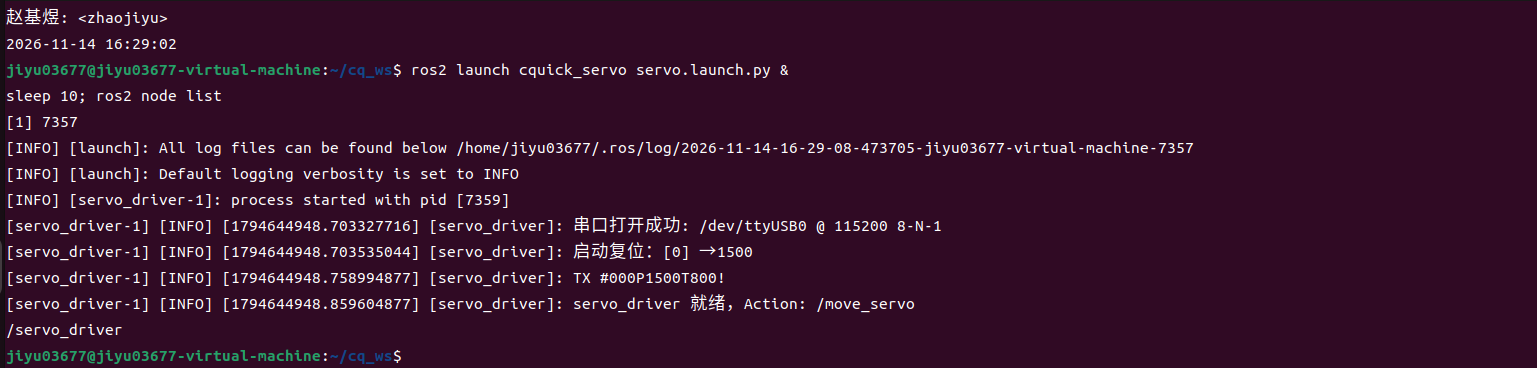 赵基煜: <zhaojiyu>
2026-11-14 16:29:02
jiyu03677@jiyu03677-virtual-machine:~/cq_ws$ ros2 launch cquick_servo servo.launch.py &
sleep 10; ros2 node list
[1] 7357
[INFO] [launch]: All log files can be found below /home/jiyu03677/.ros/log/2026-11-14-16-29-08-473705-jiyu03677-virtual-machine-7357
[INFO] [launch]: Default logging verbosity is set to INFO
[INFO] [servo_driver-1]: process started with pid [7359]
[servo_driver-1] [INFO] [1794644948.703327716] [servo_driver]: 串口打开成功: /dev/ttyUSB0 @ 115200 8-N-1
[servo_driver-1] [INFO] [1794644948.703535044] [servo_driver]: 启动复位：[0] →1500
[servo_driver-1] [INFO] [1794644948.758994877] [servo_driver]: TX #000P1500T800!
[servo_driver-1] [INFO] [1794644948.859604877] [servo_driver]: servo_driver 就绪，Action: /move_servo
/servo_driver
jiyu03677@jiyu03677-virtual-machine:~/cq_ws$